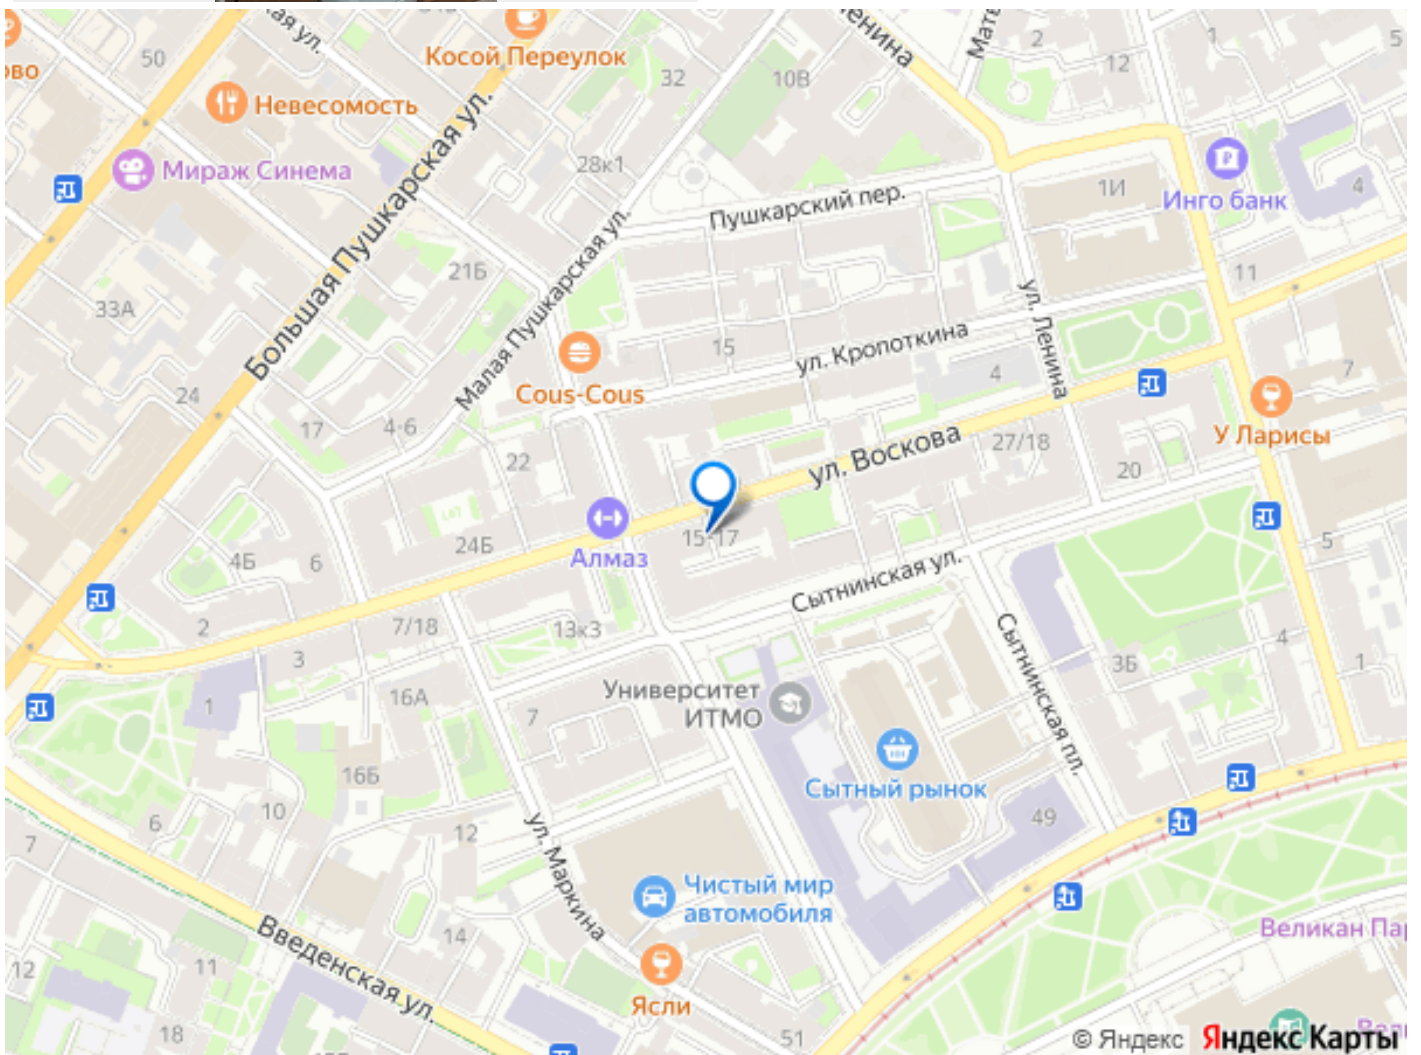 ая ул.
50
Косой Переулок
ово
Невесомость
32
10В
Ленина
2
12
1
5
Мираж Синема
28к1
Большая Пушкарская ул.
Малая Пушкарская ул.
Пушкарский пер.
1И
Инго банк
4
21Б
33А
11
15
ул. Кропоткина
ул. Ленина
4
7
Cous-Cous
24
17
4-6
22
ул. Воскова
27/18
20
У Ларисы
15-17
Алмаз
24Б
4Б
6
5
Сытнинская ул.
Сытнинская пл.
2
7/18
13к3
3
4
1
3Б
Университет
ИТМО
1
16А
7
16Б
Сытный рынок
10
6
12
49
7
ул. Маркина
Чистый мир
автомобиля
Введенская ул.
14
Великан Пар
12
11
Ясли
18
51
© Яндекс Яндекс Карты